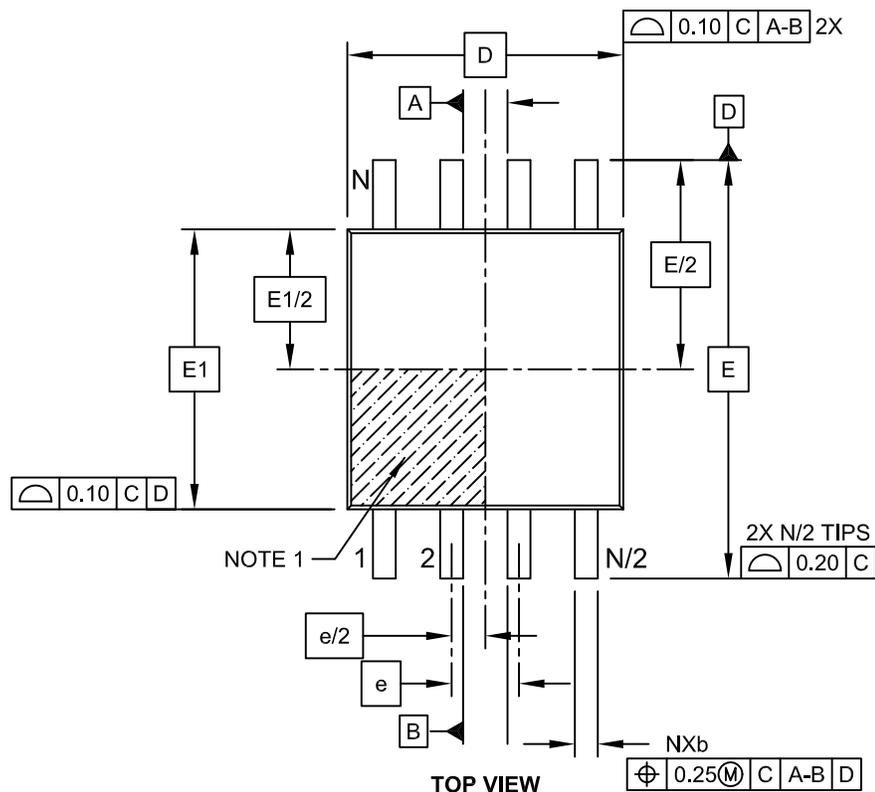 0.10 C A-B 2X
D
A
D
N
E1/2
E/2
E1
E
0.10 C D
NOTE 1
1
2
N/2
2X N/2 TIPS
0.20 C
e/2
e
B
NXb
0.25Ⓜ C A-B D
TOP VIEW